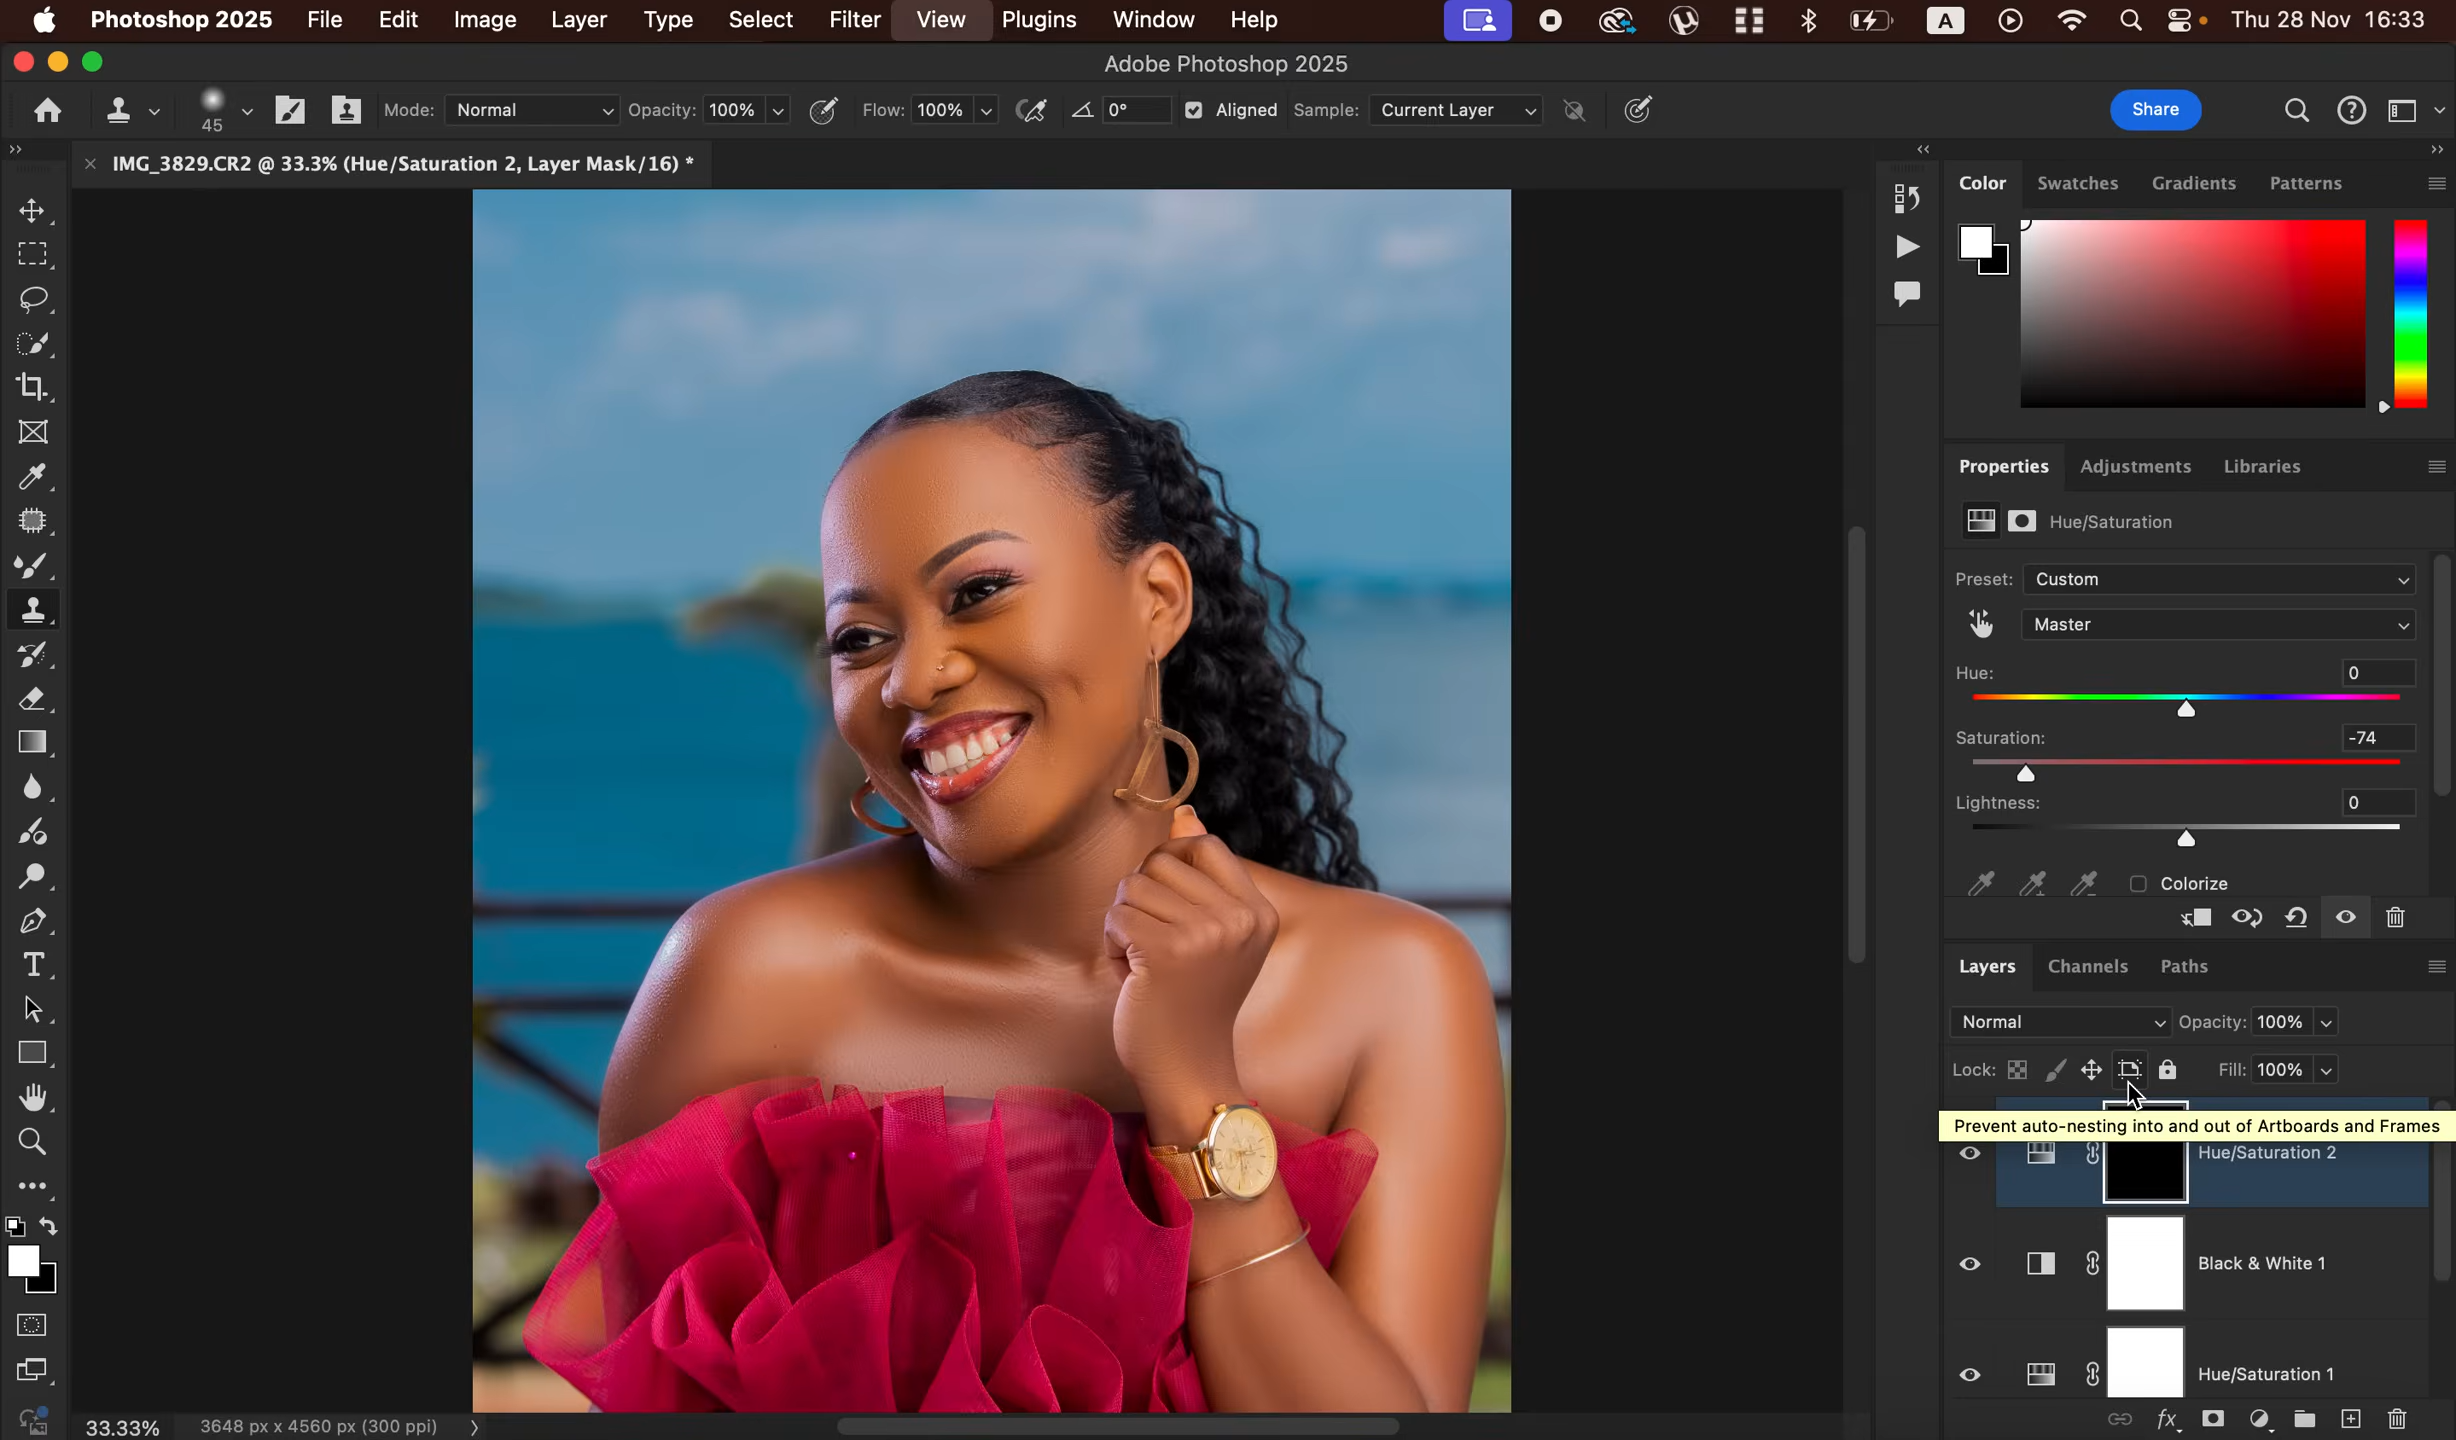 Photoshop 2025 File Edit Image Layer Type Select Filter View Plugins Window Help A Thu 28 Nov 16:33
Adobe Photoshop 2025
45 Mode: Normal Opacity: 100% Flow: 100% 0° Aligned Sample: Current Layer Share
IMG_3829.CR2 @ 33.3% (Hue/Saturation 2, Layer Mask/16) *
Color Swatches Gradients Patterns
Properties Adjustments Libraries
Hue/Saturation
Preset: Custom
Master
Hue: 0
Saturation: -74
Lightness: 0
Colorize
Layers Channels Paths
Normal Opacity: 100%
Lock: Fill: 100%
Prevent auto-nesting into and out of Artboards and Frames
Hue/Saturation 2
Black & White 1
Hue/Saturation 1
33.33% 3648 px x 4560 px (300 ppi)